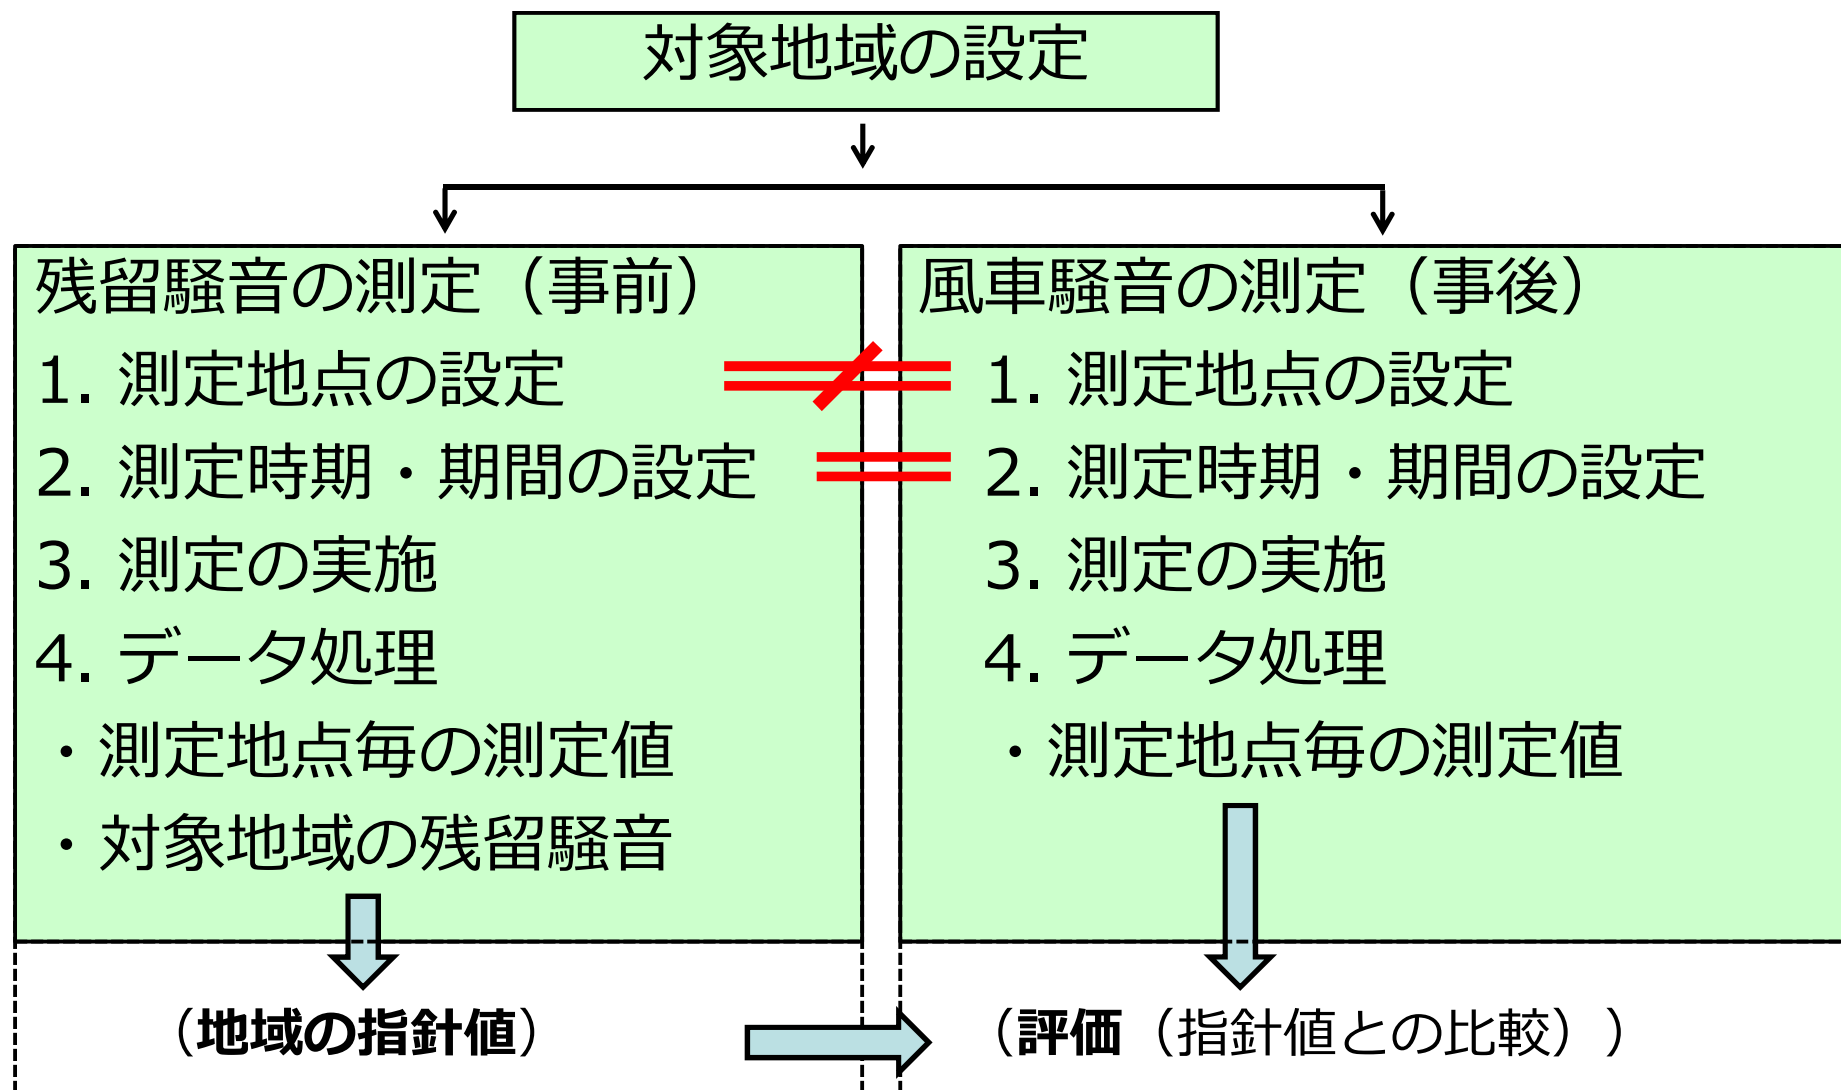 対象地域の設定
残留騒音の測定（事前）
1. 測定地点の設定
2. 測定時期・期間の設定
3. 測定の実施
4. データ処理
・測定地点毎の測定値
・対象地域の残留騒音
（地域の指針値）
風車騒音の測定（事後）
1. 測定地点の設定
2. 測定時期・期間の設定
3. 測定の実施
4. データ処理
・測定地点毎の測定値
（評価（指針値との比較））